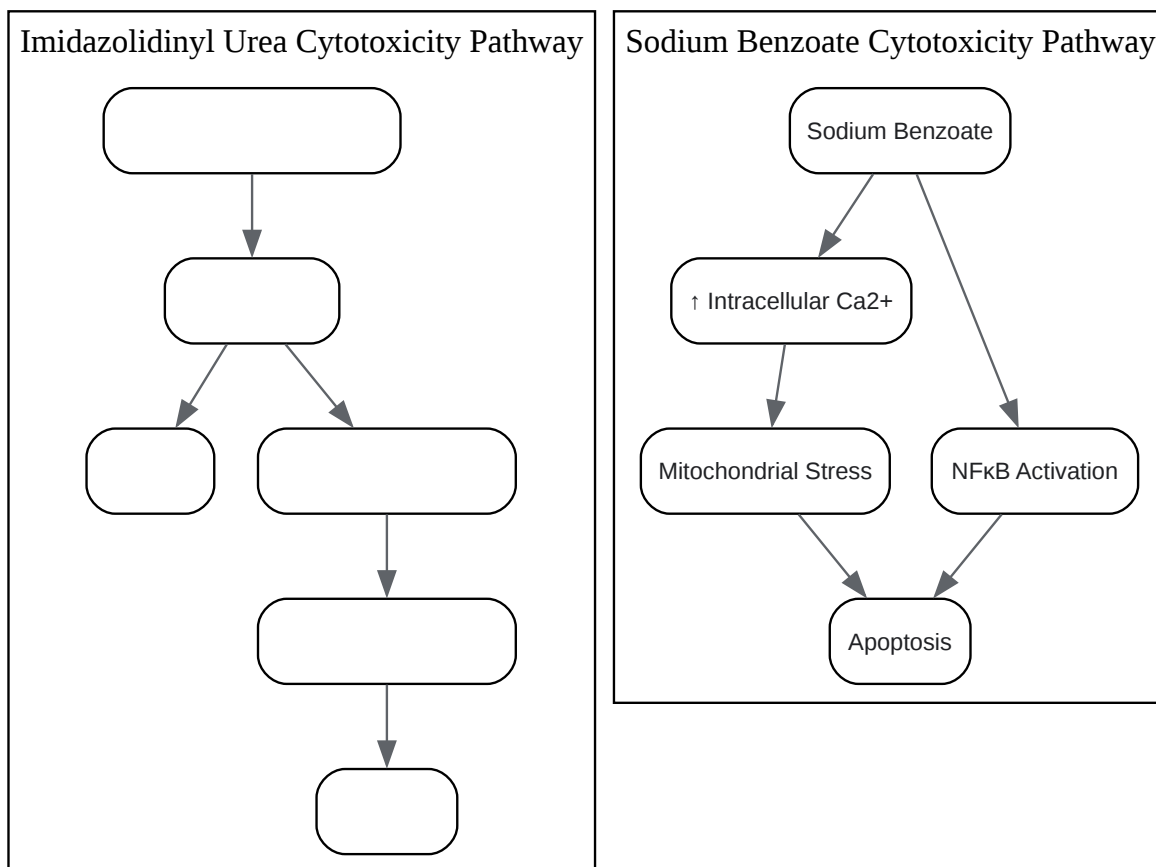 Imidazolidinyl Urea Cytotoxicity Pathway
Sodium Benzoate Cytotoxicity Pathway
Sodium Benzoate
↑ Intracellular Ca2+
Mitochondrial Stress
NFκB Activation
Apoptosis